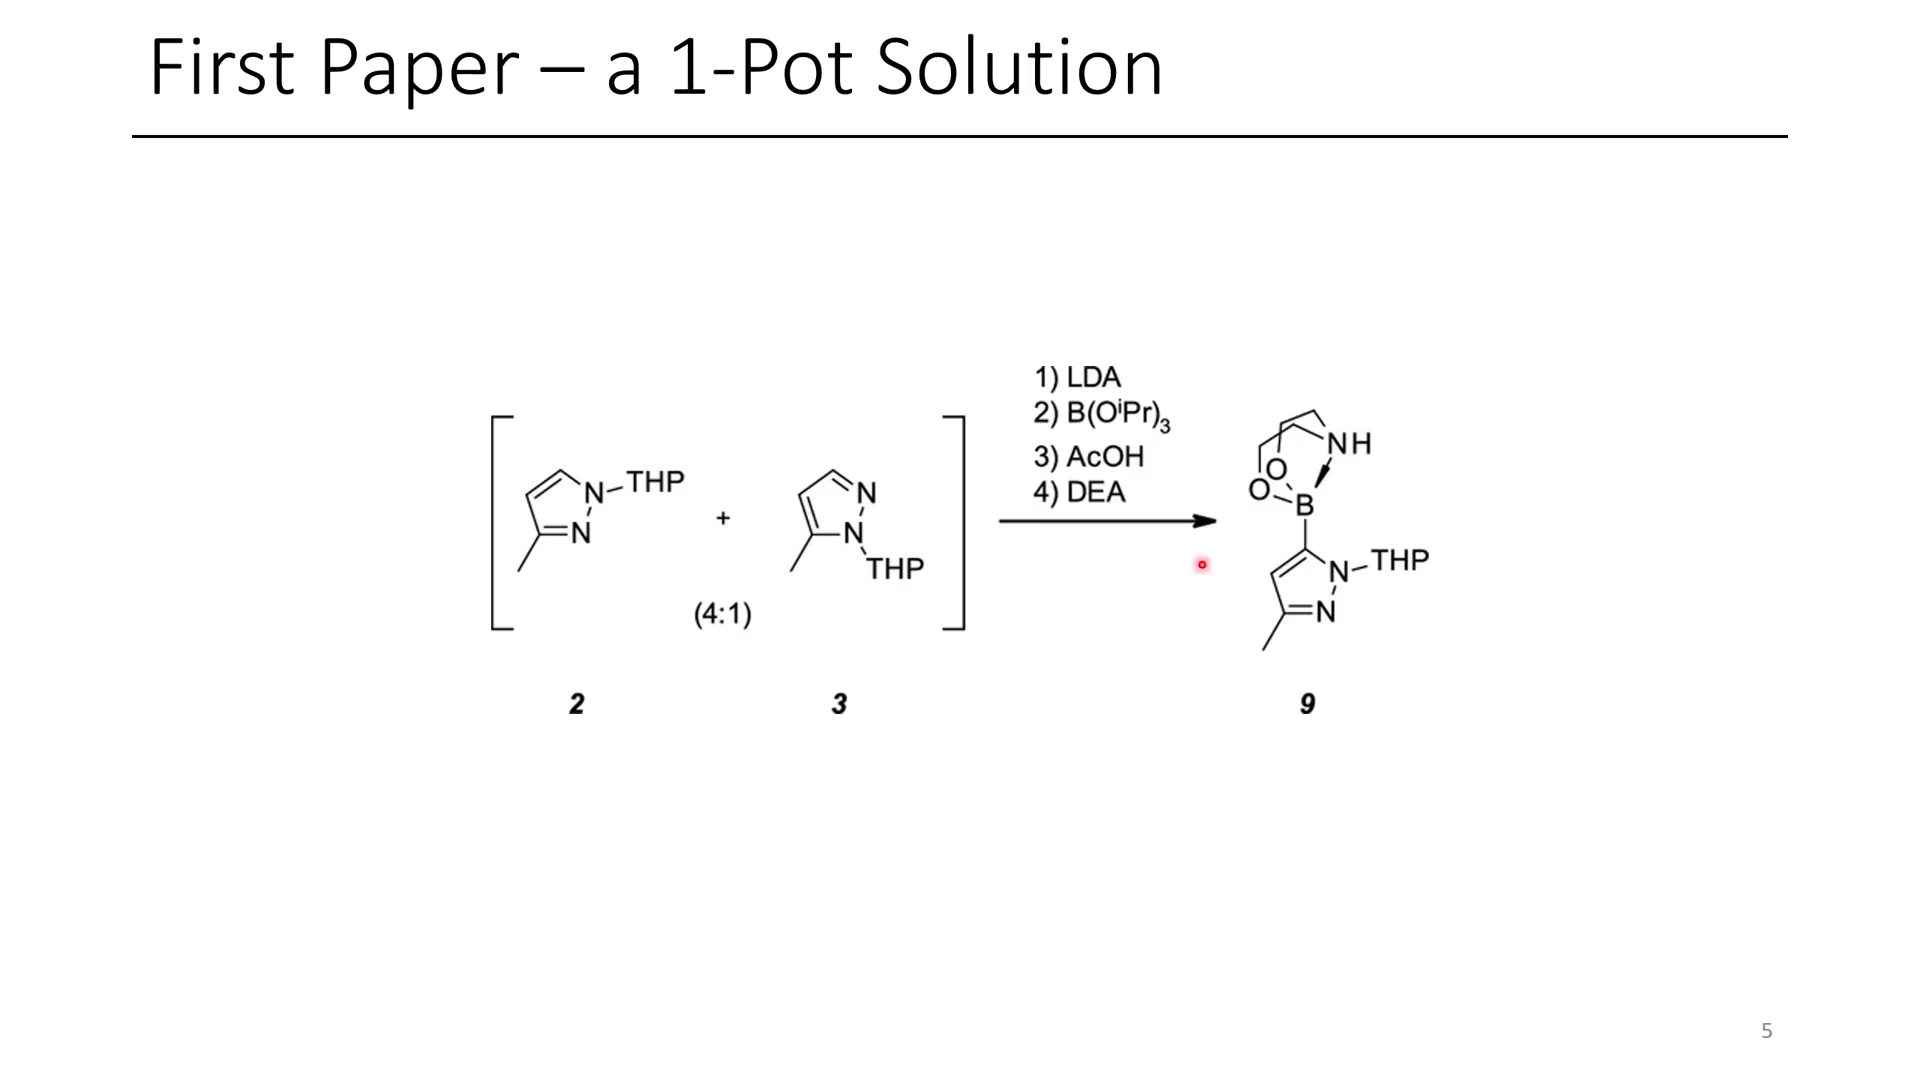 First Paper – a 1-Pot Solution
1) LDA
2) B(OⁱPr)₃
3) AcOH
4) DEA
N–THP
N
+
N
N
THP
(4:1)
NH
O
O
B
N–THP
N
2
3
9
5